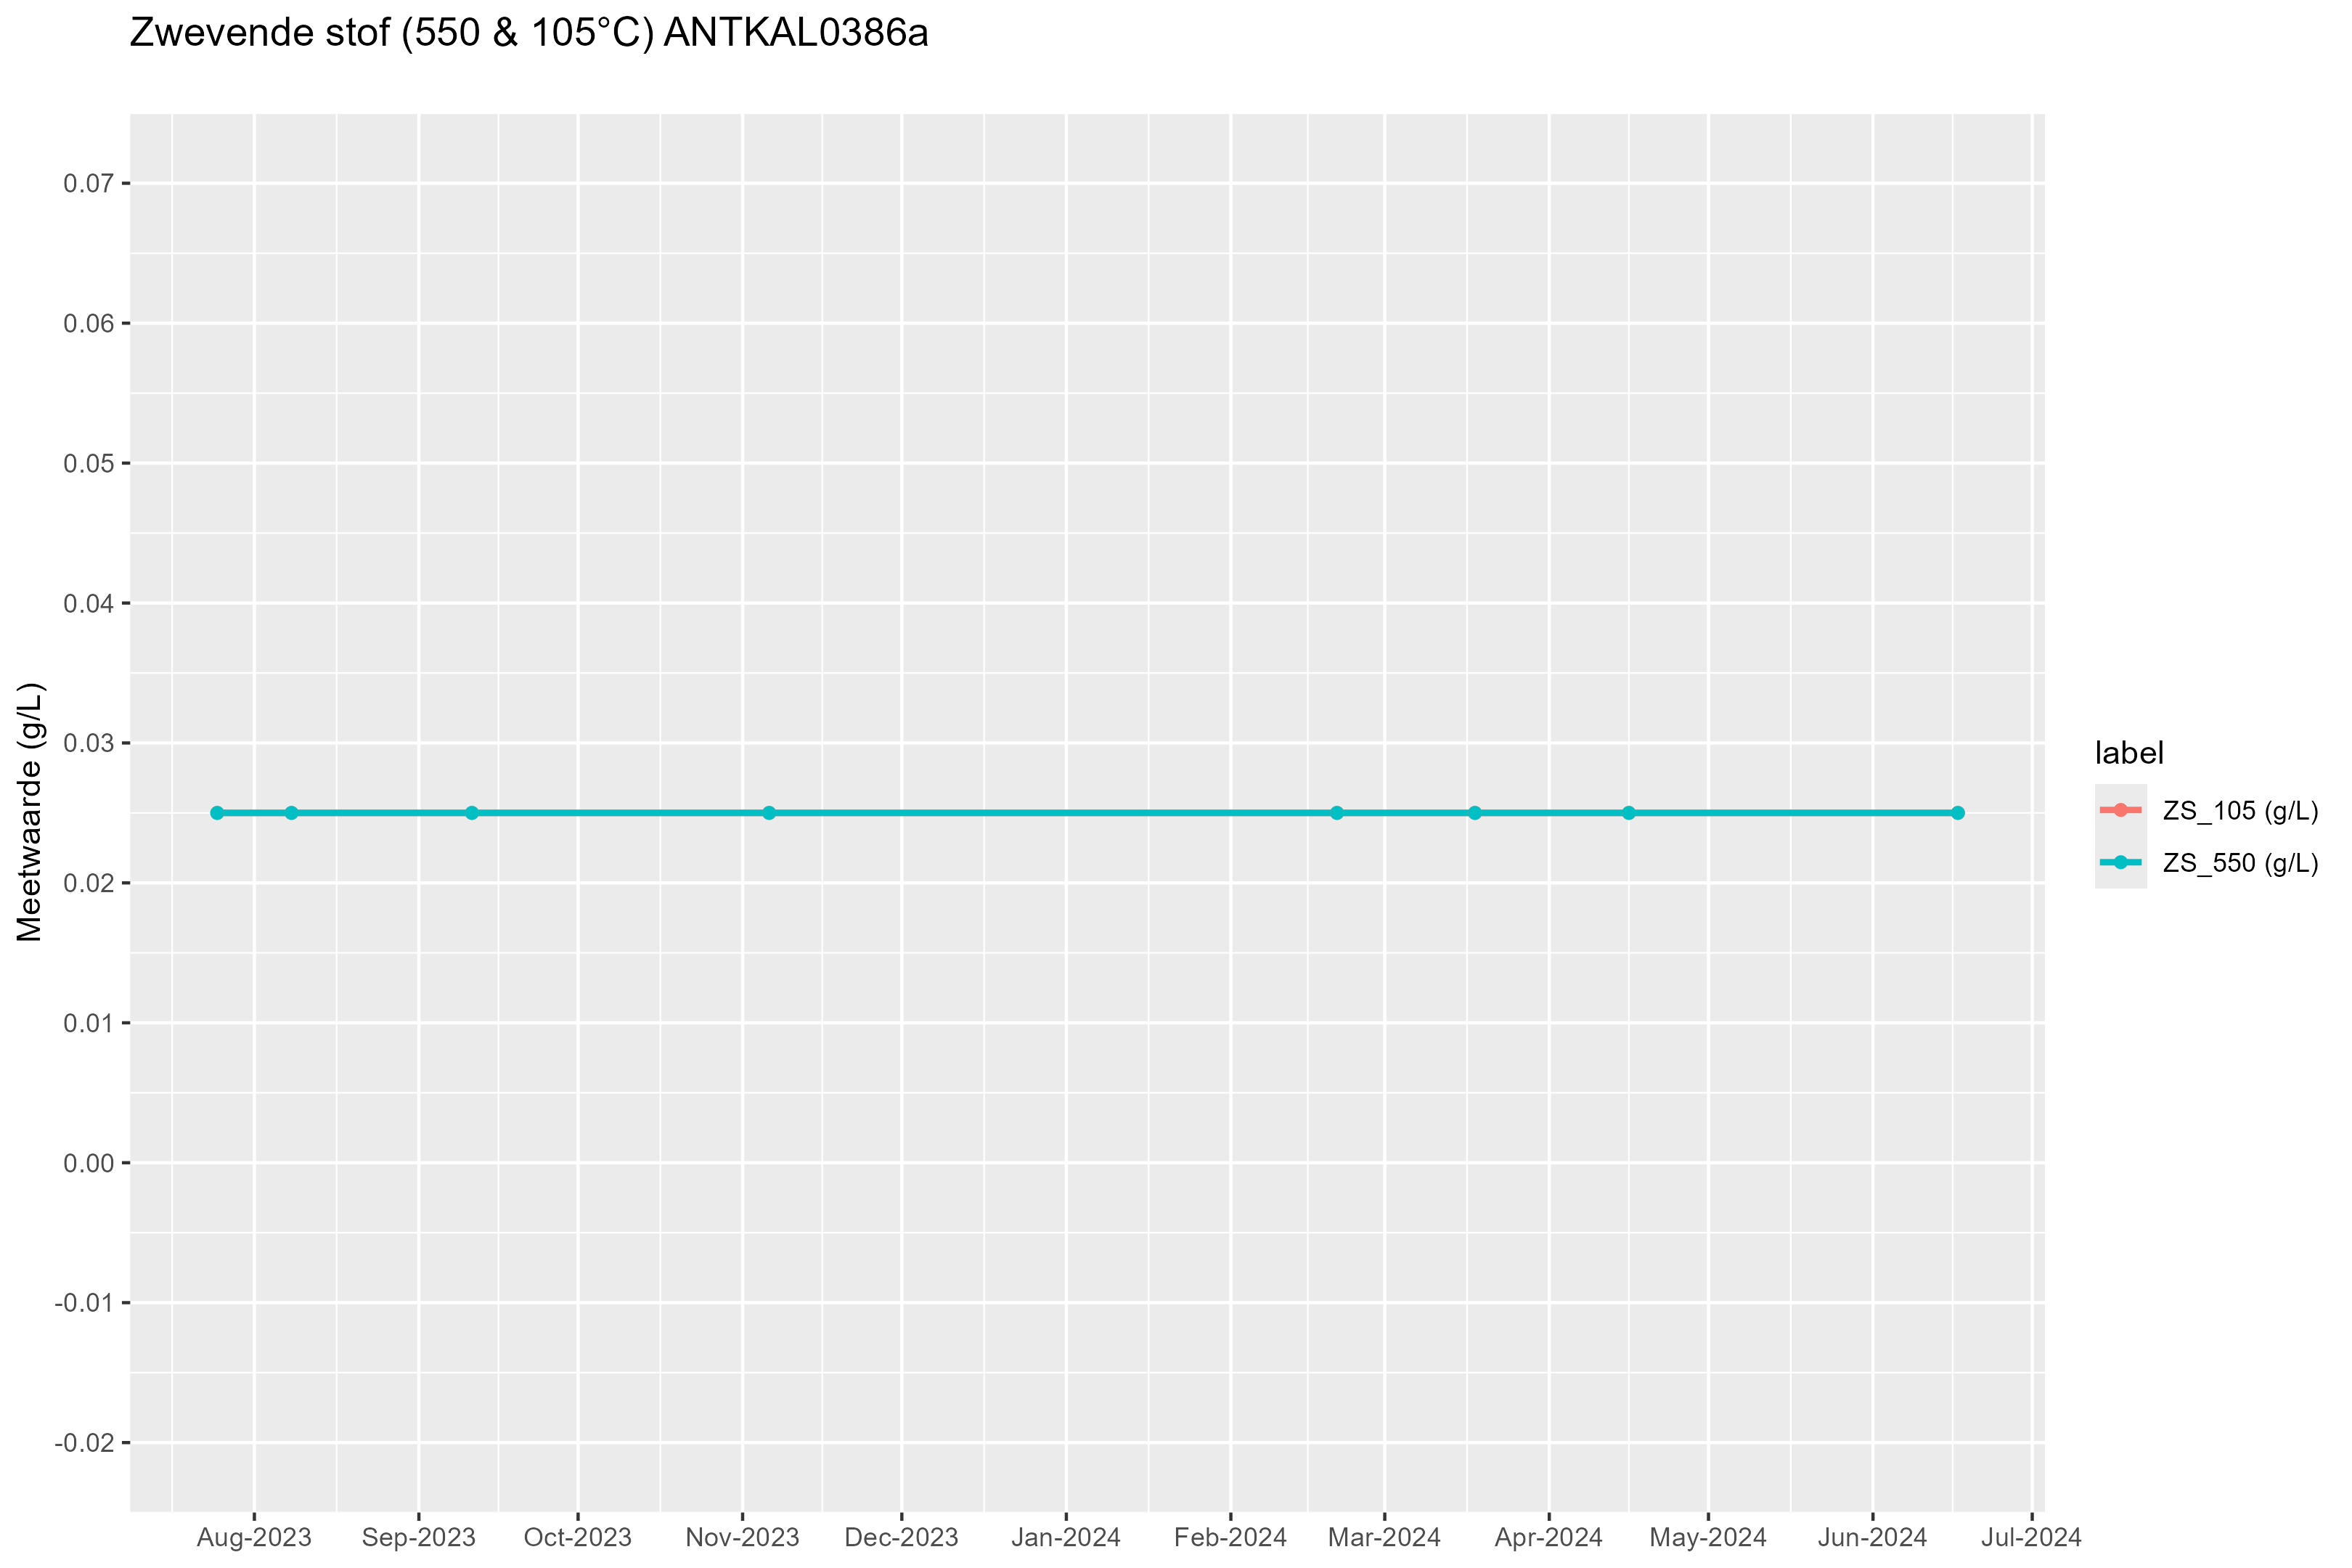 Zwevende stof (550 & 105°C) ANTKAL0386a
Meetwaarde (g/L)
0.07
0.06
0.05
0.04
0.03
0.02
0.01
0.00
-0.01
-0.02
Aug-2023
Sep-2023
Oct-2023
Nov-2023
Dec-2023
Jan-2024
Feb-2024
Mar-2024
Apr-2024
May-2024
Jun-2024
Jul-2024
label
ZS_105 (g/L)
ZS_550 (g/L)